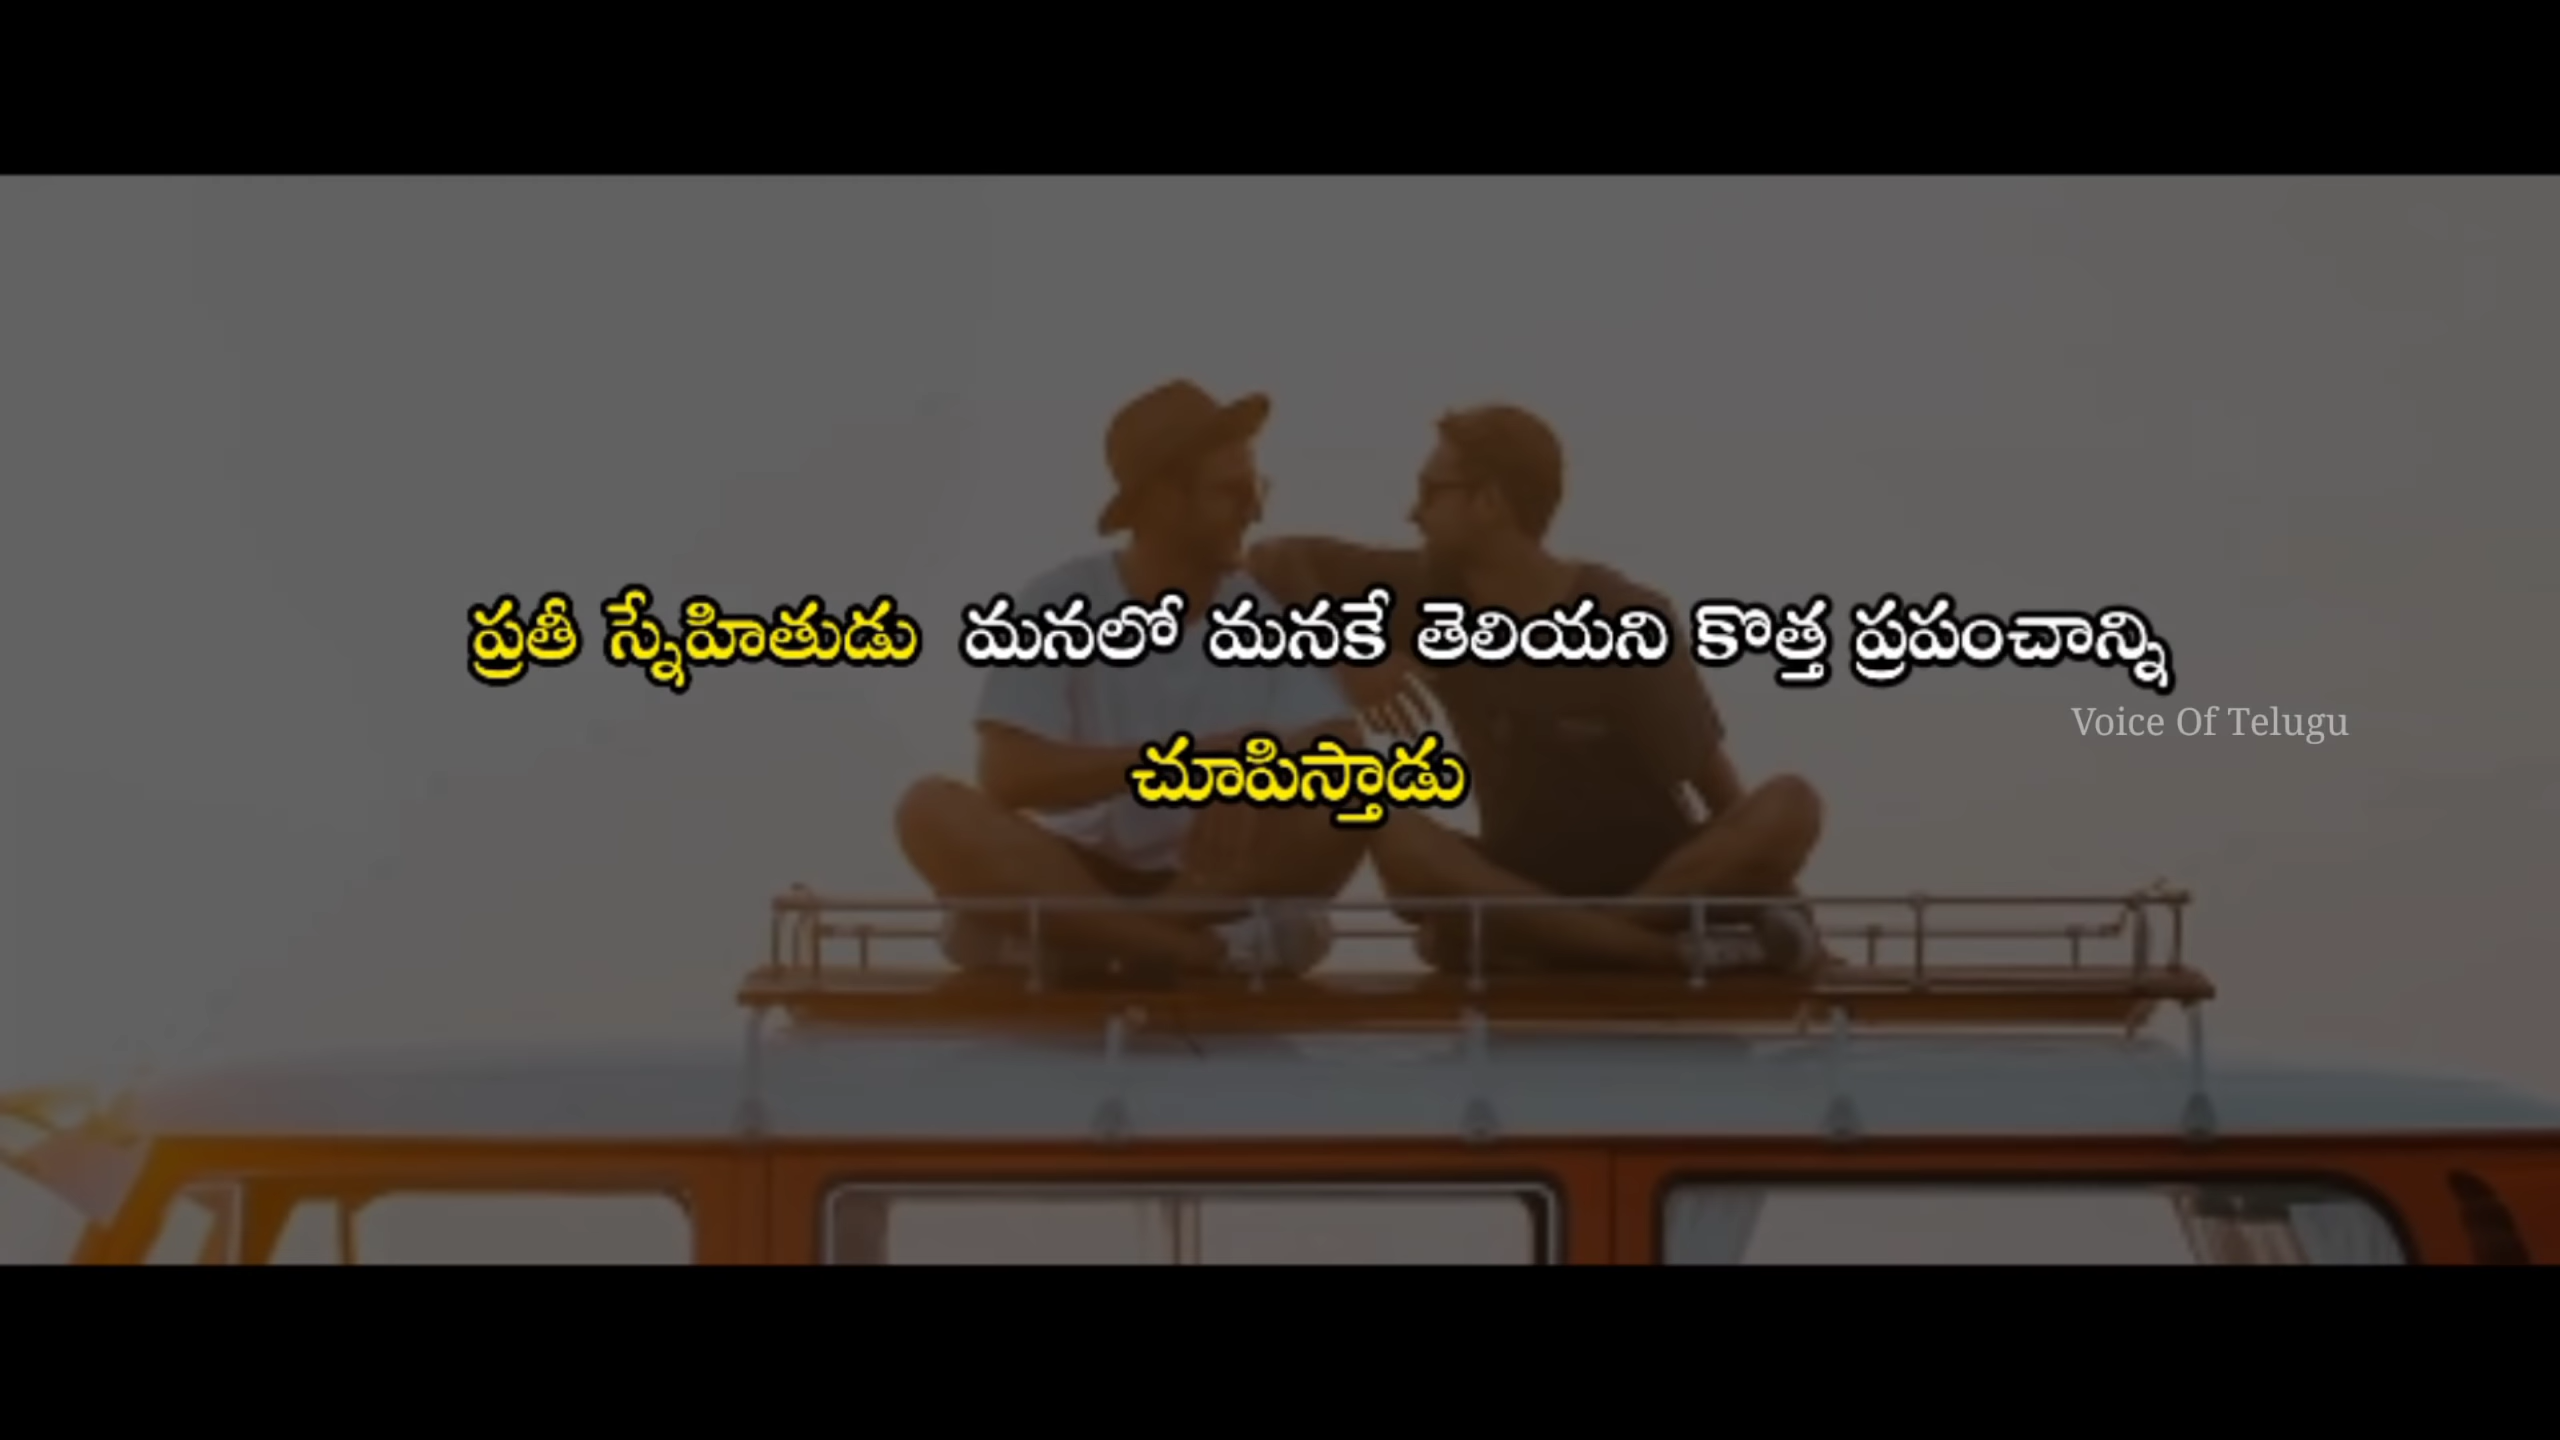 ప్రతీ స్నేహితుడు మనలో మనకే తెలియని కొత్త ప్రపంచాన్ని
Voice Of Telugu
చూపిస్తాడు